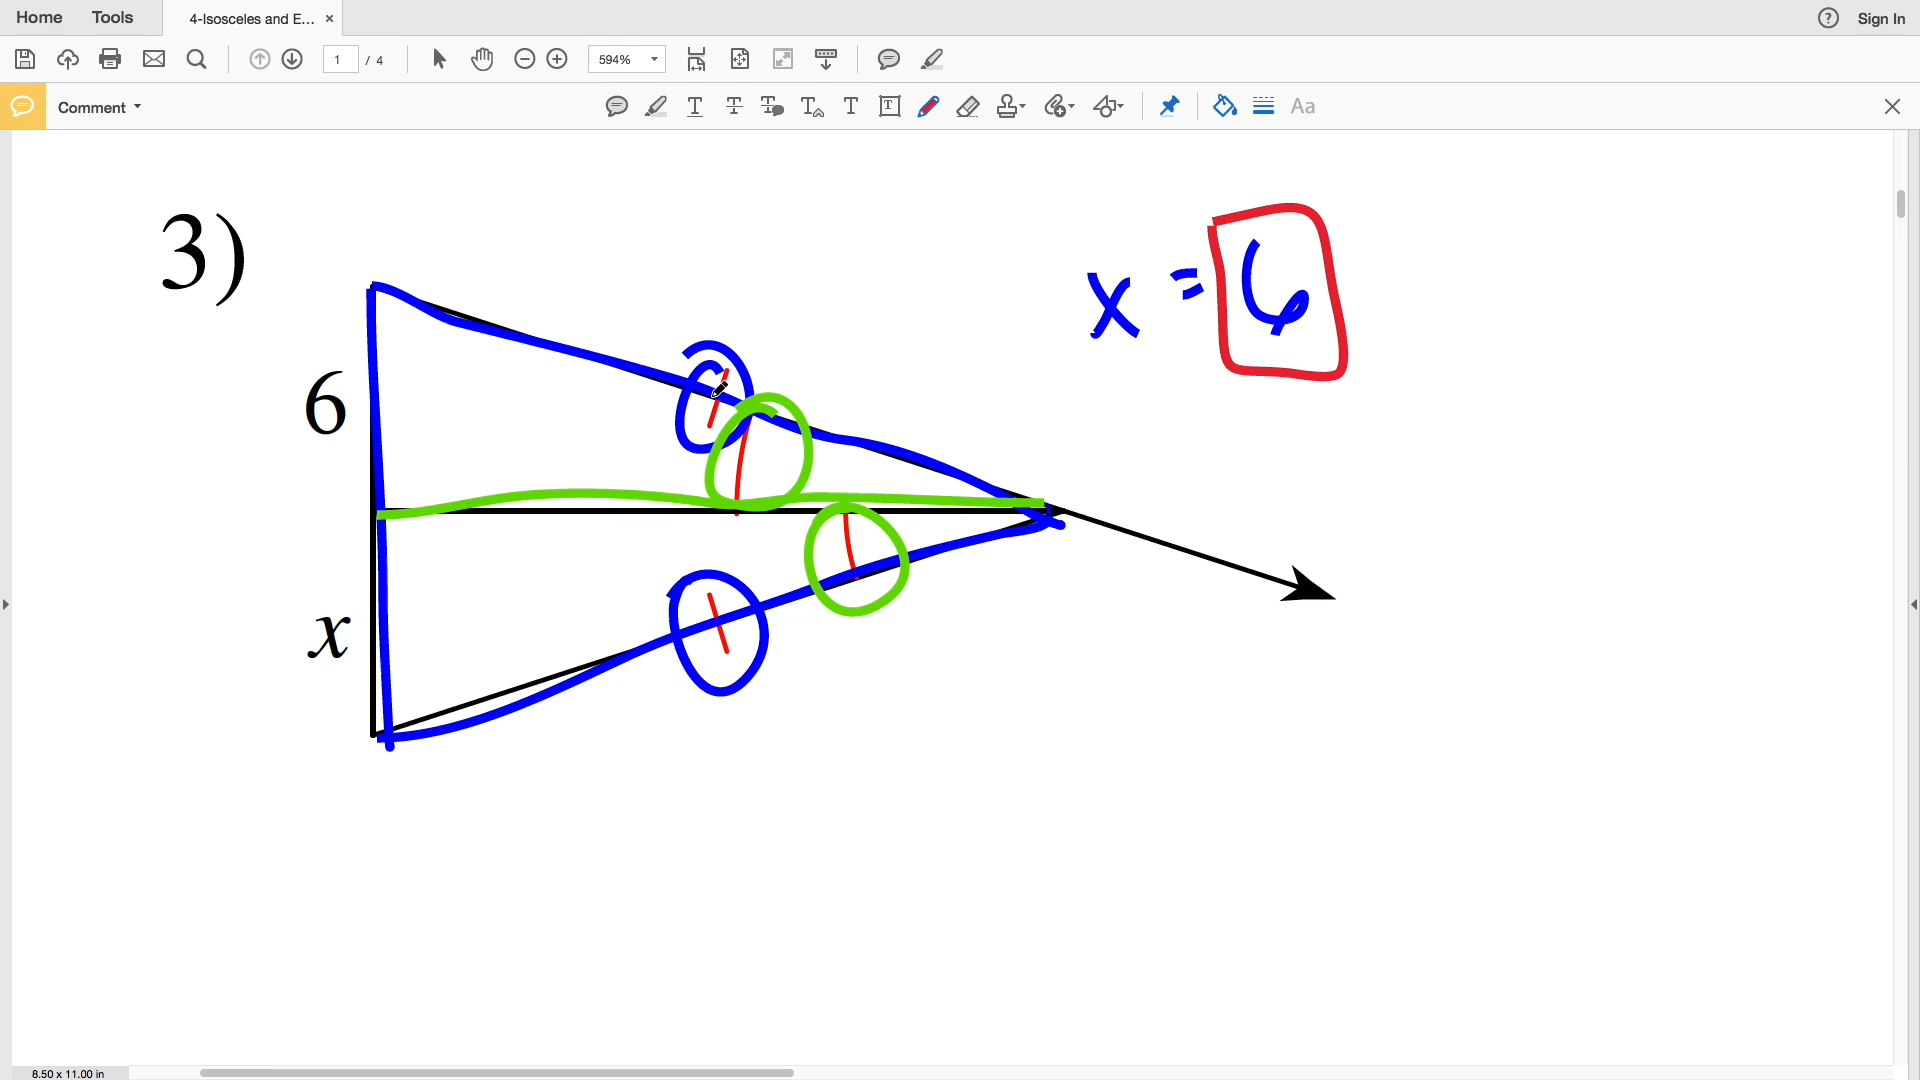 Home Tools 4-Isosceles and E... × ? Sign In
1 / 4 594%
Comment Aa
3)
x = 6
6
x
8.50 x 11.00 in